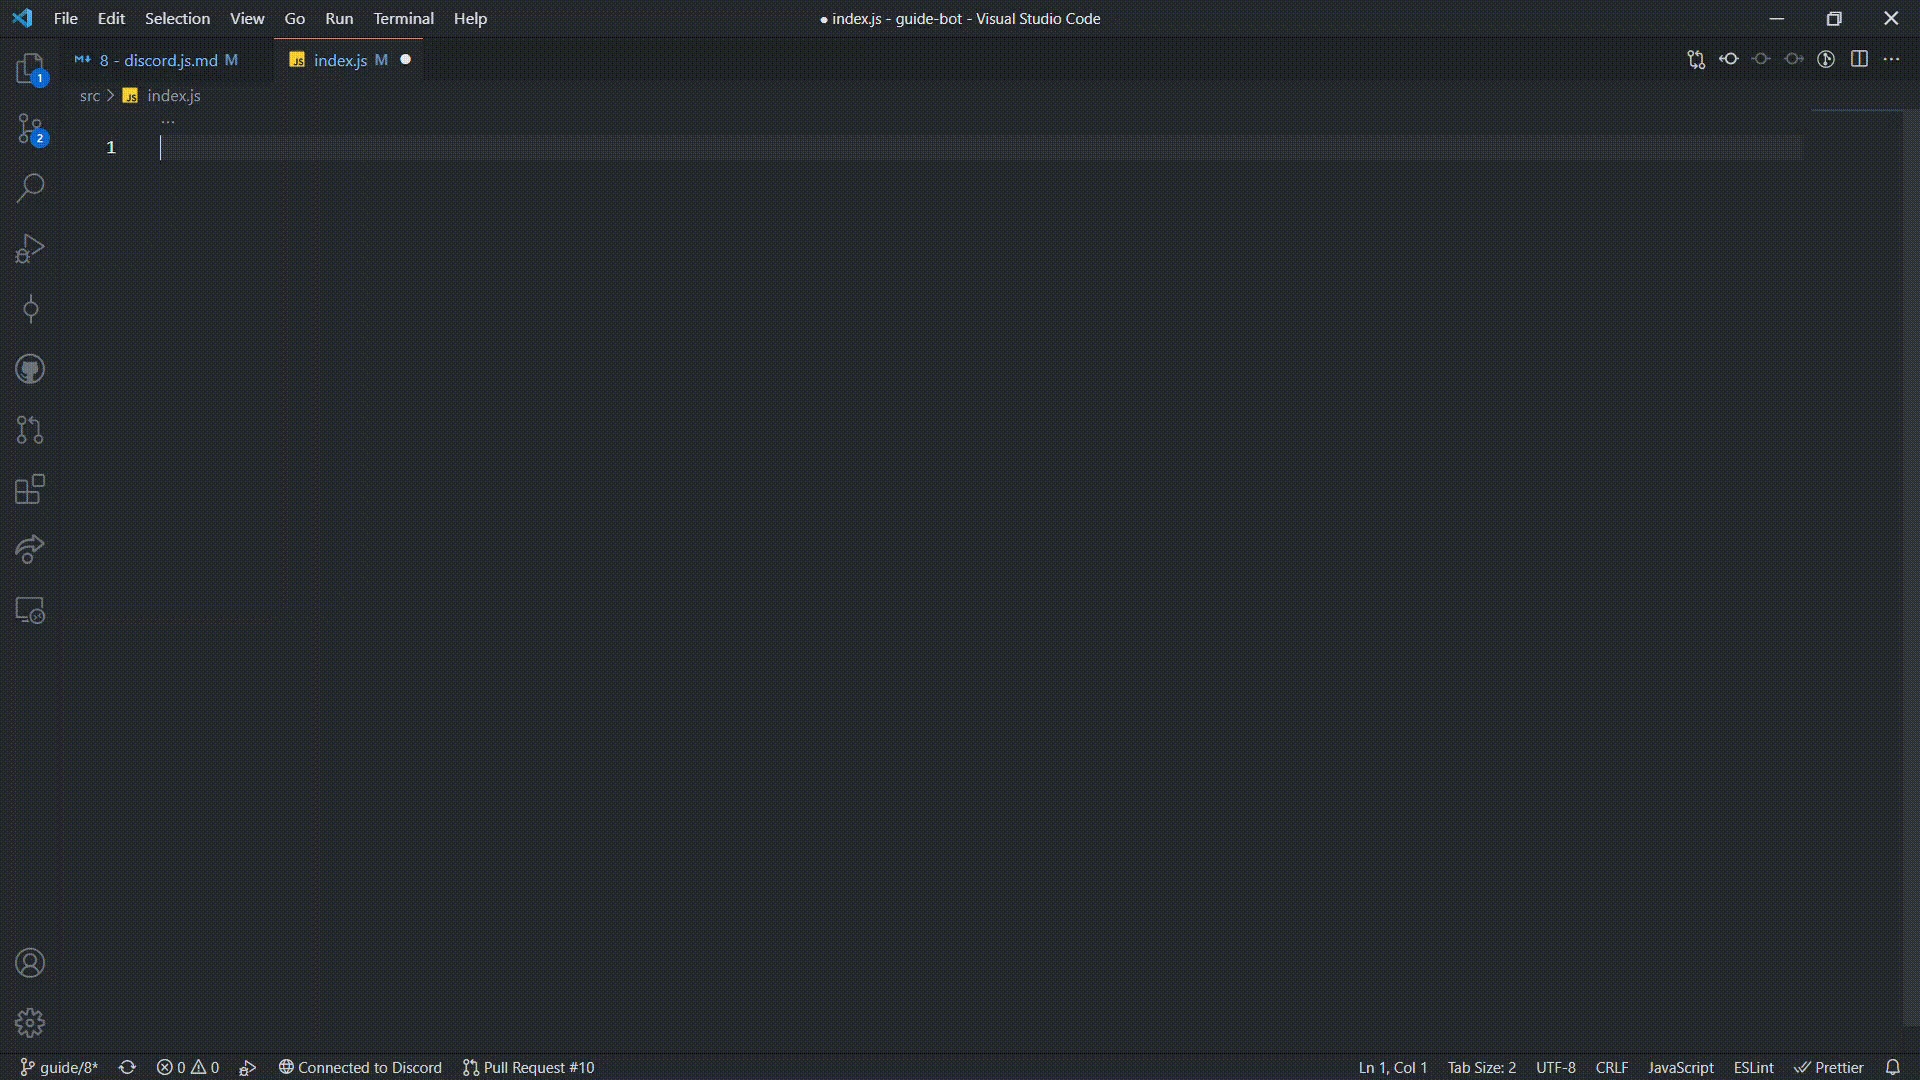 File Edit Selection View Go Run Terminal Help ● index.js - guide-bot - Visual Studio Code
8 - discord.js.md M JS index.js M
src > JS index.js
...
1
1
2
guide/8* 0 0 Connected to Discord Pull Request #10 Ln 1, Col 1 Tab Size: 2 UTF-8 CRLF JavaScript ESLint Prettier